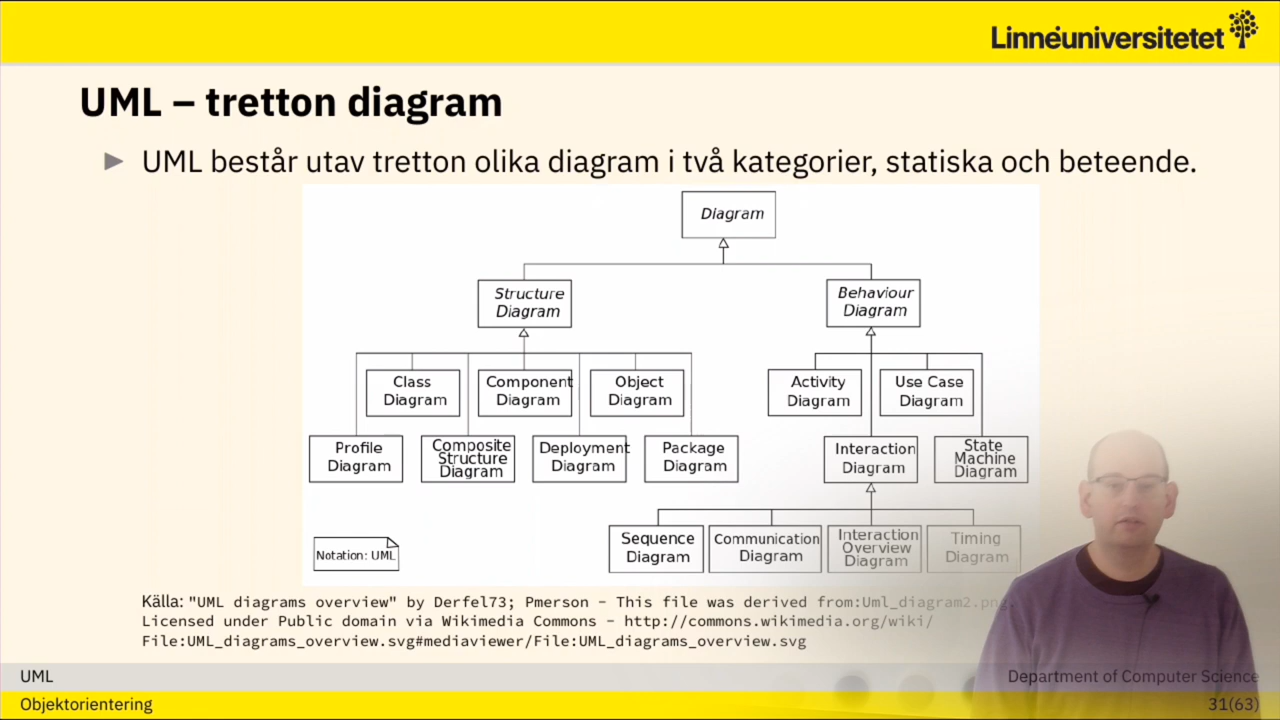 Linnéuniversitetet
UML – tretton diagram
UML består utav tretton olika diagram i två kategorier, statiska och beteende.
Diagram
Structure
Diagram
Behaviour
Diagram
Class
Diagram
Component
Diagram
Object
Diagram
Activity
Diagram
Use Case
Diagram
Profile
Diagram
Composite
Structure
Diagram
Deployment
Diagram
Package
Diagram
Interaction
Diagram
State
Machine
Diagram
Sequence
Diagram
Communication
Diagram
Interaction
Overview
Diagram
Timing
Diagram
Notation: UML
Källa: "UML diagrams overview" by Derfel73; Pmerson – This file was derived from:Uml_diagram2.png.
Licensed under Public domain via Wikimedia Commons – http://commons.wikimedia.org/wiki/
File:UML_diagrams_overview.svg#mediaviewer/File:UML_diagrams_overview.svg
UML
Department of Computer Science
Objektorientering
31(63)